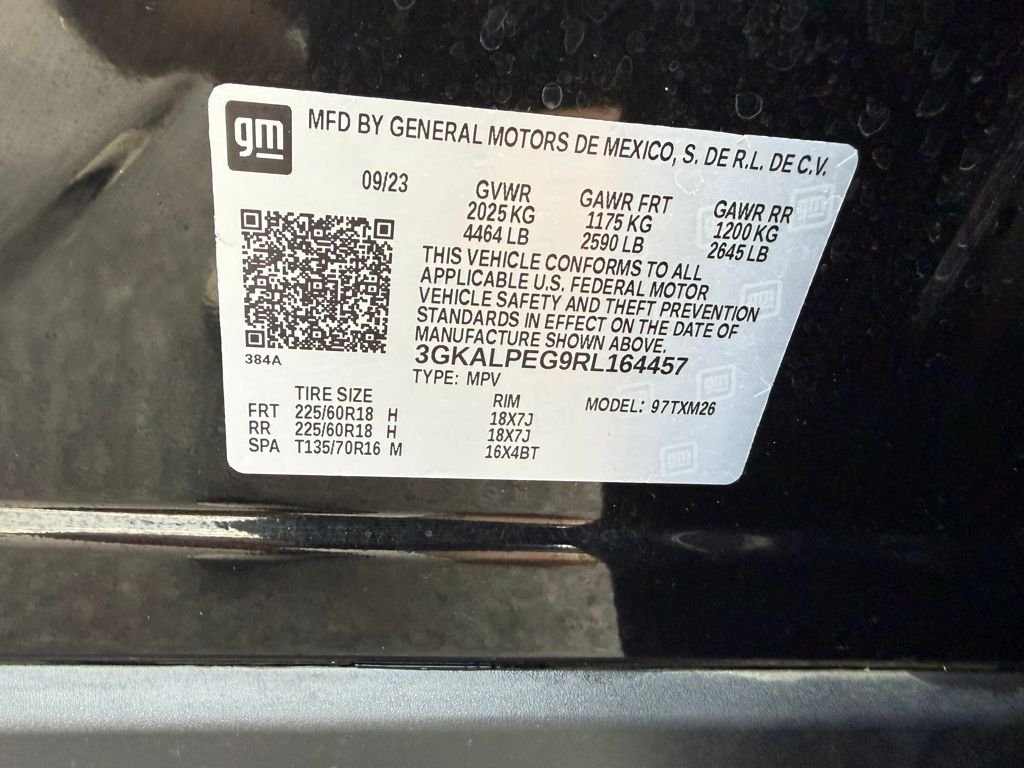 gm
MFD BY GENERAL MOTORS DE MEXICO, S. DE R.L. DE C.V.
09/23
GVWR GAWR FRT GAWR RR
2025 KG 1175 KG 1200 KG
4464 LB 2590 LB 2645 LB
THIS VEHICLE CONFORMS TO ALL
APPLICABLE U.S. FEDERAL MOTOR
VEHICLE SAFETY AND THEFT PREVENTION
STANDARDS IN EFFECT ON THE DATE OF
MANUFACTURE SHOWN ABOVE.
384A
3GKALPEG9RL164457
TYPE: MPV
TIRE SIZE RIM MODEL: 97TXM26
FRT 225/60R18 H 18X7J
RR 225/60R18 H 18X7J
SPA T135/70R16 M 16X4BT